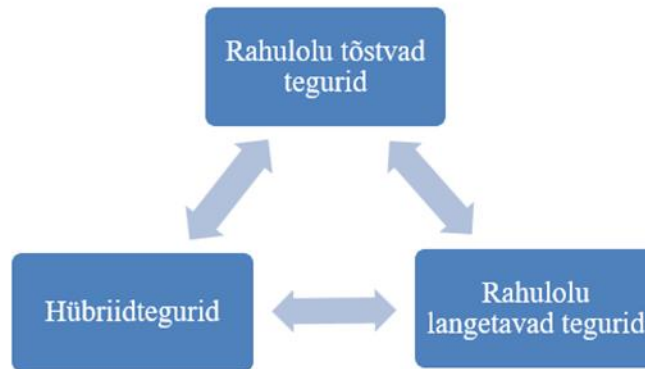 Rahulolu tõstvad
tegurid
Hübriidtegurid
Rahulolu
langetavad tegurid